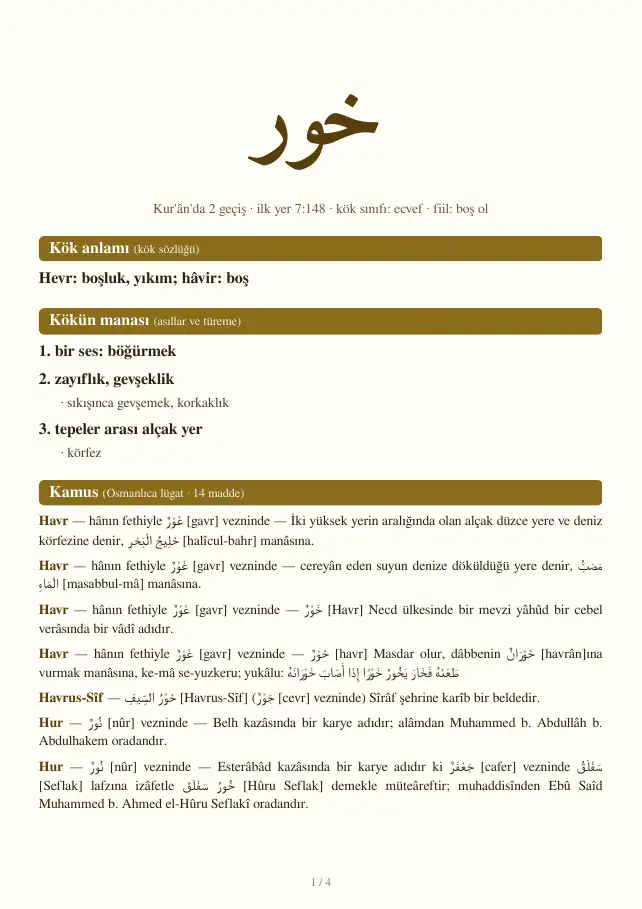 خور
Kur'ân'da 2 geçiş · ilk yer 7:148 · kök sınıfı: ecvef · fiil: boş ol
Kök anlamı (kök sözlüğü)
Hevr: boşluk, yıkım; hâvir: boş
Kökün manası (asıllar ve türeme)
1. bir ses: böğürmek
2. zayıflık, gevşeklik
· sıkışınca gevşemek, korkaklık
3. tepeler arası alçak yer
· körfez
Kamus (Osmanlıca lügat · 14 madde)
Havr — hânın fethiyle غَوْرٌ [gavr] vezninde — İki yüksek yerin aralığında olan alçak düzce yere ve deniz
körfezine denir, خَلِيجُ الْبَحْرِ [halîcul-bahr] manâsına.
Havr — hânın fethiyle غَوْرٌ [gavr] vezninde — cereyân eden suyun denize döküldüğü yere denir, مَصَبُّ
الْمَاءِ [masabbul-mâ] manâsına.
Havr — hânın fethiyle غَوْرٌ [gavr] vezninde — خَوْرٌ [Havr] Necd ülkesinde bir mevzi yâhûd bir cebel
verâsında bir vâdî adıdır.
Havr — hânın fethiyle غَوْرٌ [gavr] vezninde — خَوْرٌ [havr] Masdar olur, dâbbenin خَوْرَانٌ [havrân]ına
vurmak manâsına, ke-mâ se-yuzkeru; yukâlu: طَعَنَهُ فَخَارَ يَخُورُ خَوْرًا إِذَا أَصَابَ خَوْرَانَهُ
Havrus-Sîf — خَوْرُ السِّيفِ [Havrus-Sîf] (جَوْرٌ [cevr] vezninde) Sîrâf şehrine karîb bir beldedir.
Hur — نُورٌ [nûr] vezninde — Belh kazâsında bir karye adıdır; alâmdan Muhammed b. Abdullâh b.
Abdulhakem oradandır.
Hur — نُورٌ [nûr] vezninde — Esterâbâd kazâsında bir karye adıdır ki جَعْفَرٌ [cafer] vezninde سَفْلَقُ
[Seflak] lafzına izâfetle خُورُ سَفْلَقَ [Hûru Seflak] demekle müteâreftir; muhaddisînden Ebû Saîd
Muhammed b. Ahmed el-Hûru Seflakî oradandır.
1 / 4